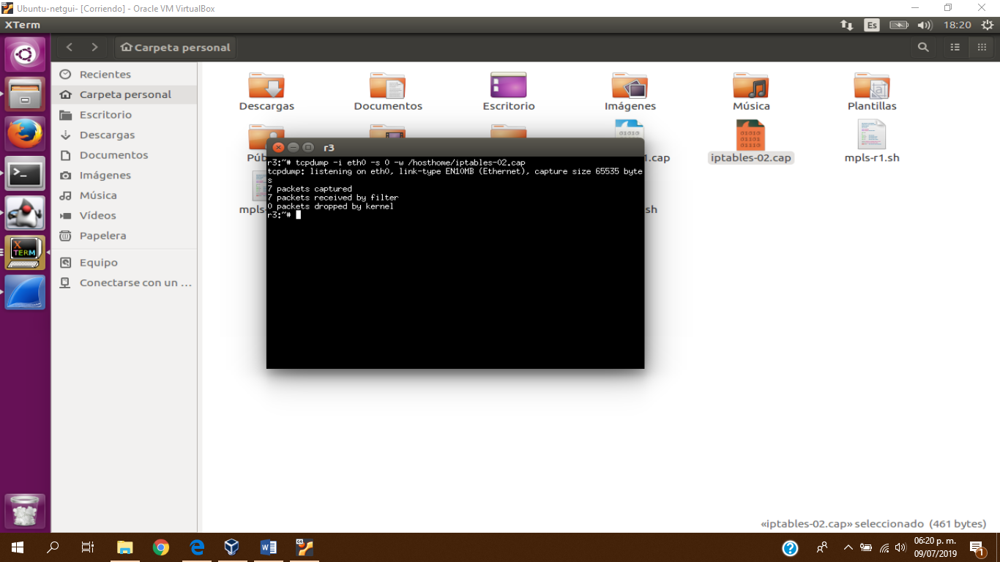 Ubuntu-netgui- [Corriendo] - Oracle VM VirtualBox
XTerm
Es
18:20
Carpeta personal
Recientes
Carpeta personal
Escritorio
Descargas
Documentos
Imágenes
Música
Vídeos
Papelera
Equipo
Conectarse con un ...
Descargas
Documentos
Escritorio
Imágenes
Música
Plantillas
Púb
1.cap
iptables-02.cap
mpls-r1.sh
mpls-
sh
r3
r3:~# tcpdump -i eth0 -s 0 -w /hosthome/iptables-02.cap
tcpdump: listening on eth0, link-type EN10MB (Ethernet), capture size 65535 byte
s
7 packets captured
7 packets received by filter
0 packets dropped by kernel
r3:~#
X
TERM
«iptables-02.cap» seleccionado (461 bytes)
06:20 p. m.
09/07/2019
1